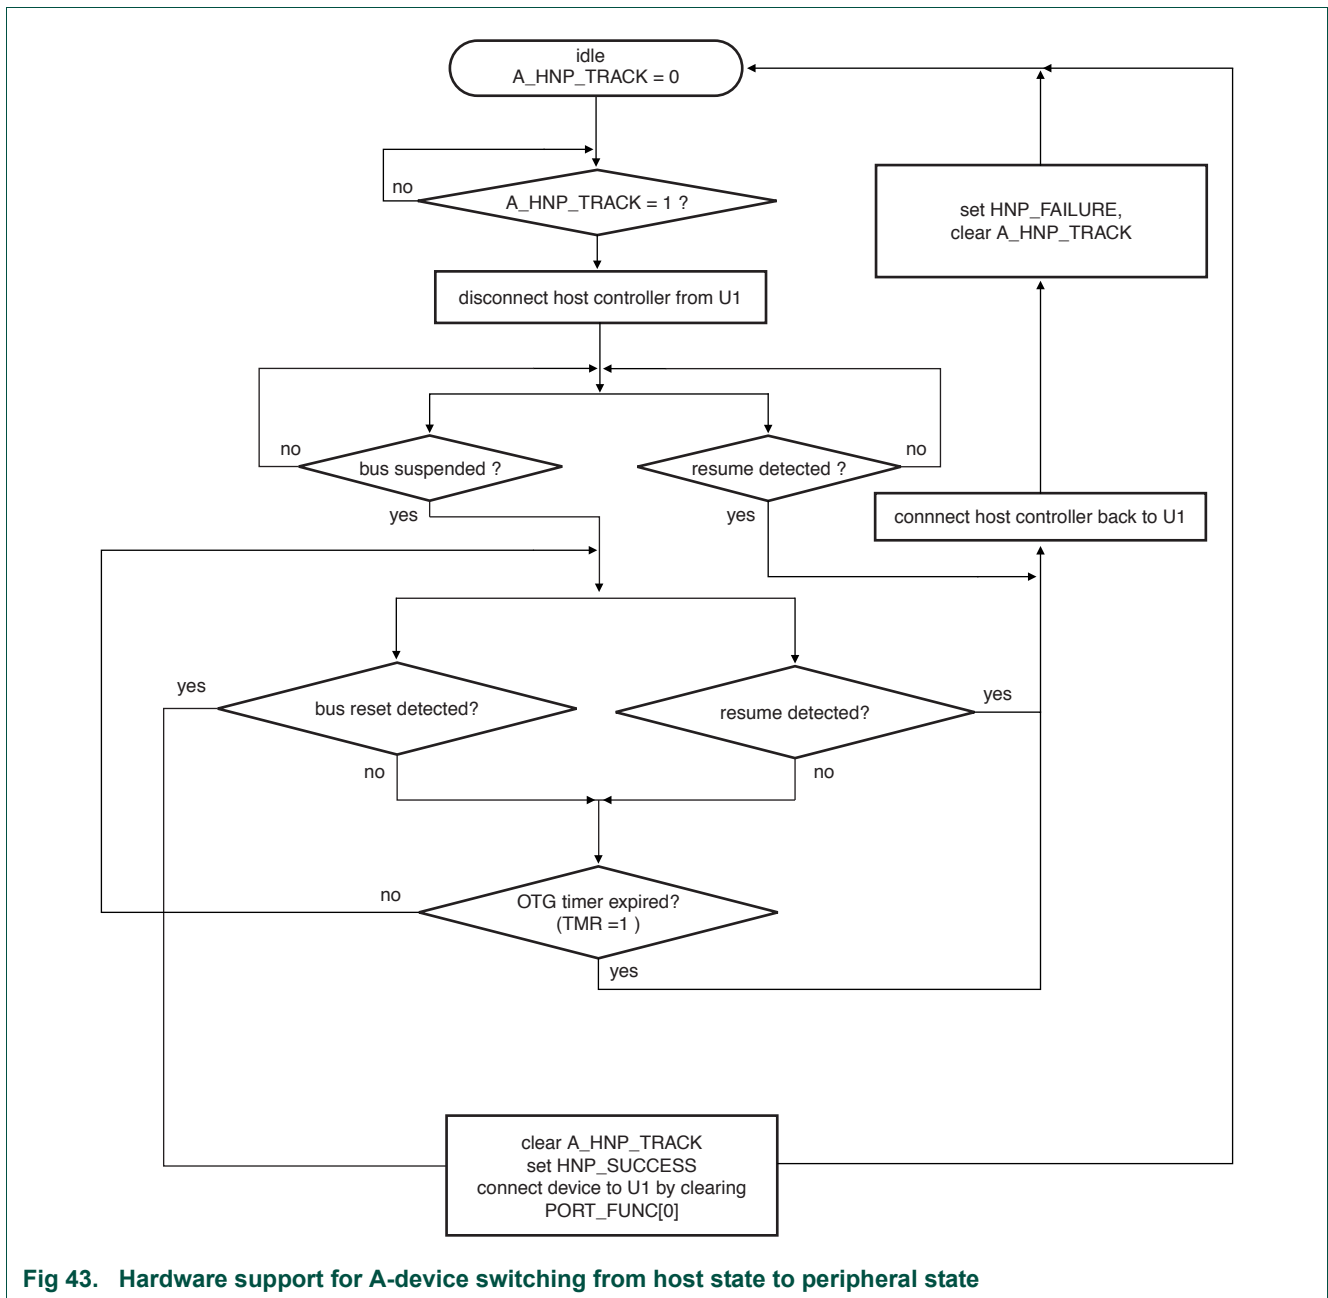 idle
A_HNP_TRACK = 0
no
A_HNP_TRACK = 1 ?
set HNP_FAILURE,
clear A_HNP_TRACK
disconnect host controller from U1
no
bus suspended ?
resume detected ?
no
yes
yes
connnect host controller back to U1
yes
bus reset detected?
resume detected?
yes
no
no
no
OTG timer expired?
(TMR =1 )
yes
clear A_HNP_TRACK
set HNP_SUCCESS
connect device to U1 by clearing
PORT_FUNC[0]
Fig 43. Hardware support for A-device switching from host state to peripheral state